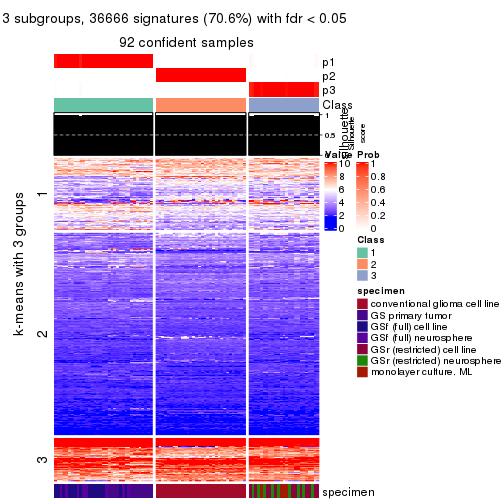 3 subgroups, 36666 signatures (70.6%) with fdr < 0.05
92 confident samples
p1
p2
p3
Class
1
0.5
Silhouette
score
silhouette
Value
10
8
6
4
2
0
Prob
1
0.8
0.6
0.4
0.2
0
Class
1
2
3
specimen
conventional glioma cell line
GS primary tumor
GSf (full) cell line
GSf (full) neurosphere
GSr (restricted) cell line
GSr (restricted) neurosphere
monolayer culture, ML
k-means with 3 groups
1
2
3
specimen